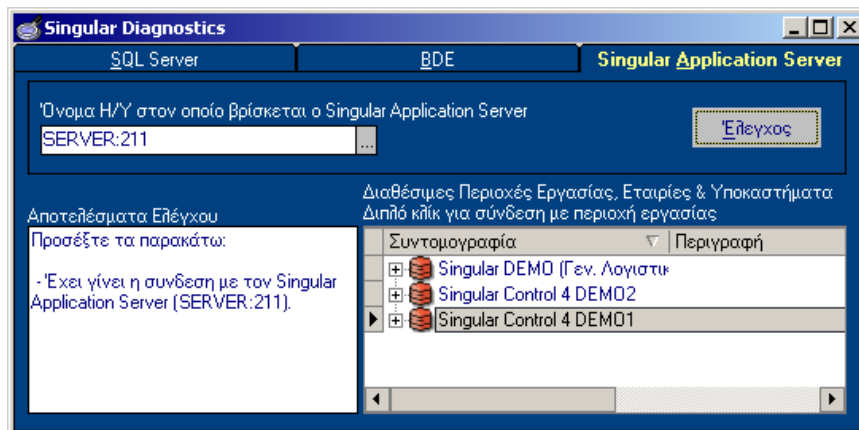 Singular Diagnostics
SQL Server BDE Singular Application Server
Όνομα Η/Υ στον οποίο βρίσκεται ο Singular Application Server
SERVER:211 ... Έλεγχος
Διαθέσιμες Περιοχές Εργασίας, Εταιρίες & Υποκαστήματα
Διπλό κλίκ για σύνδεση με περιοχή εργασίας
Αποτελέσματα Ελέγχου
Προσέξτε τα παρακάτω:
- Έχει γίνει η συνδεση με τον Singular
Application Server (SERVER:211).
Συντομογραφία Περιγραφή
Singular DEMO (Γεν. Λογιστικ
Singular Control 4 DEMO2
Singular Control 4 DEMO1